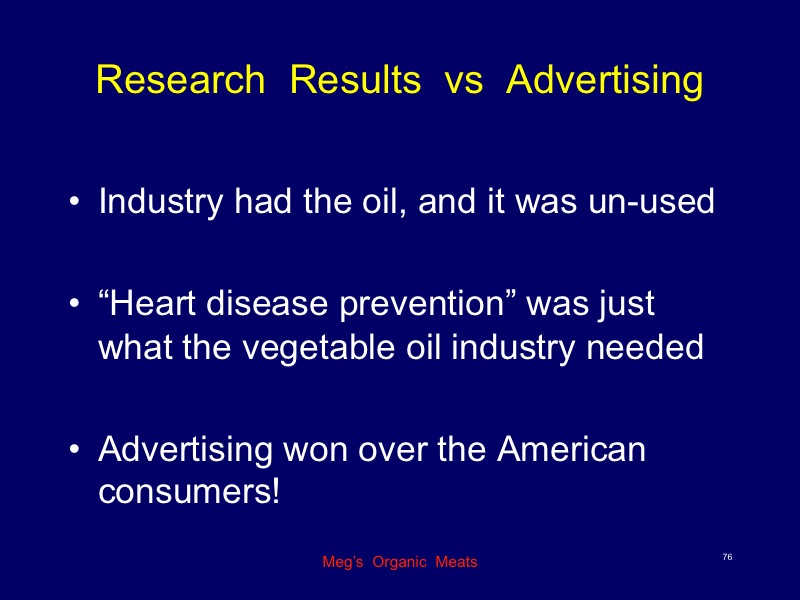 Research Results vs Advertising
• Industry had the oil, and it was un-used
• “Heart disease prevention” was just
what the vegetable oil industry needed
• Advertising won over the American
consumers!
Meg’s Organic Meats
76